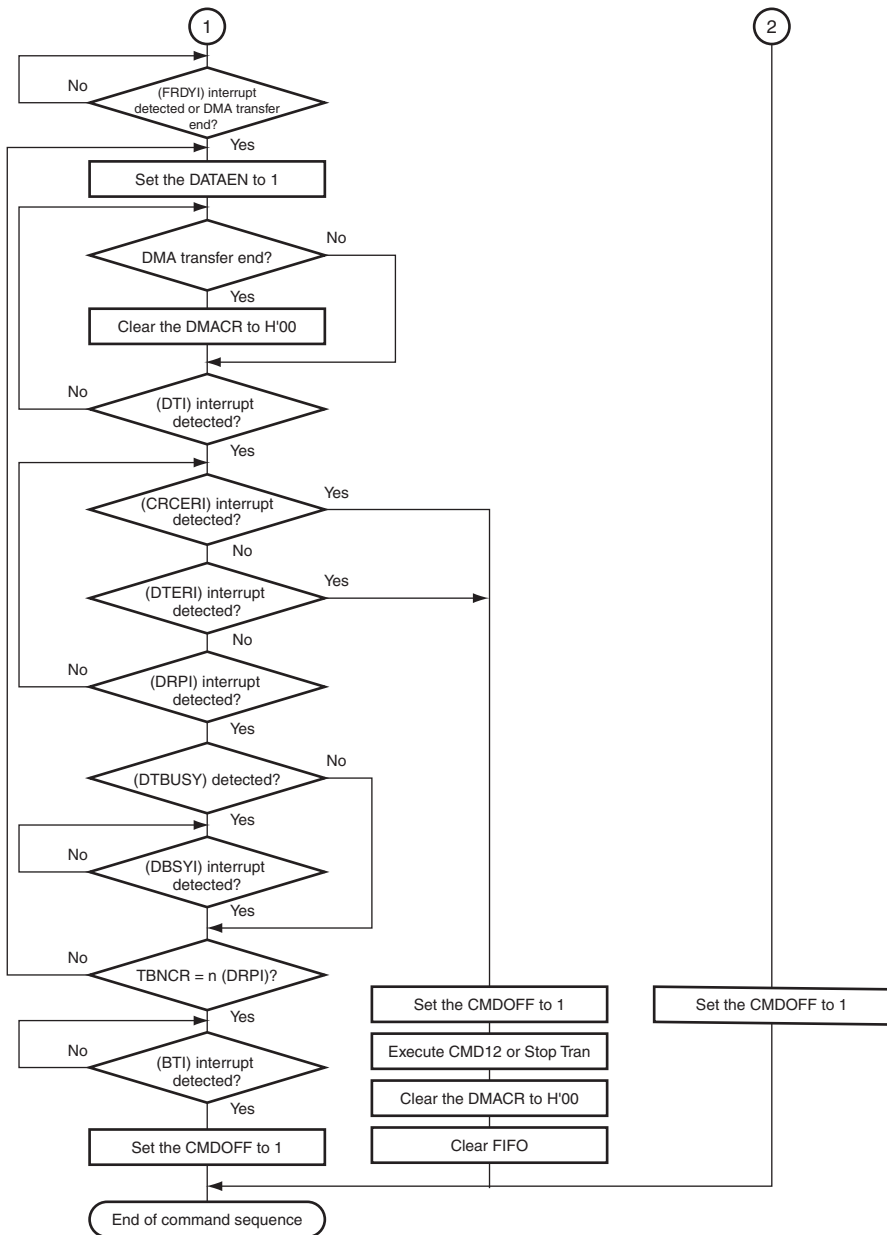 1
2
No
(FRDYI) interrupt
detected or DMA transfer
end?
Yes
Set the DATAEN to 1
No
DMA transfer end?
Yes
Clear the DMACR to H'00
No
(DTI) interrupt
detected?
Yes
(CRCERI) interrupt
detected?
Yes
No
(DTERI) interrupt
detected?
Yes
No
No
(DRPI) interrupt
detected?
Yes
No
(DTBUSY) detected?
Yes
No
(DBSYI) interrupt
detected?
Yes
No
TBNCR = n (DRPI)?
Yes
No
(BTI) interrupt
detected?
Yes
Set the CMDOFF to 1
Set the CMDOFF to 1
Execute CMD12 or Stop Tran
Clear the DMACR to H'00
Clear FIFO
Set the CMDOFF to 1
End of command sequence